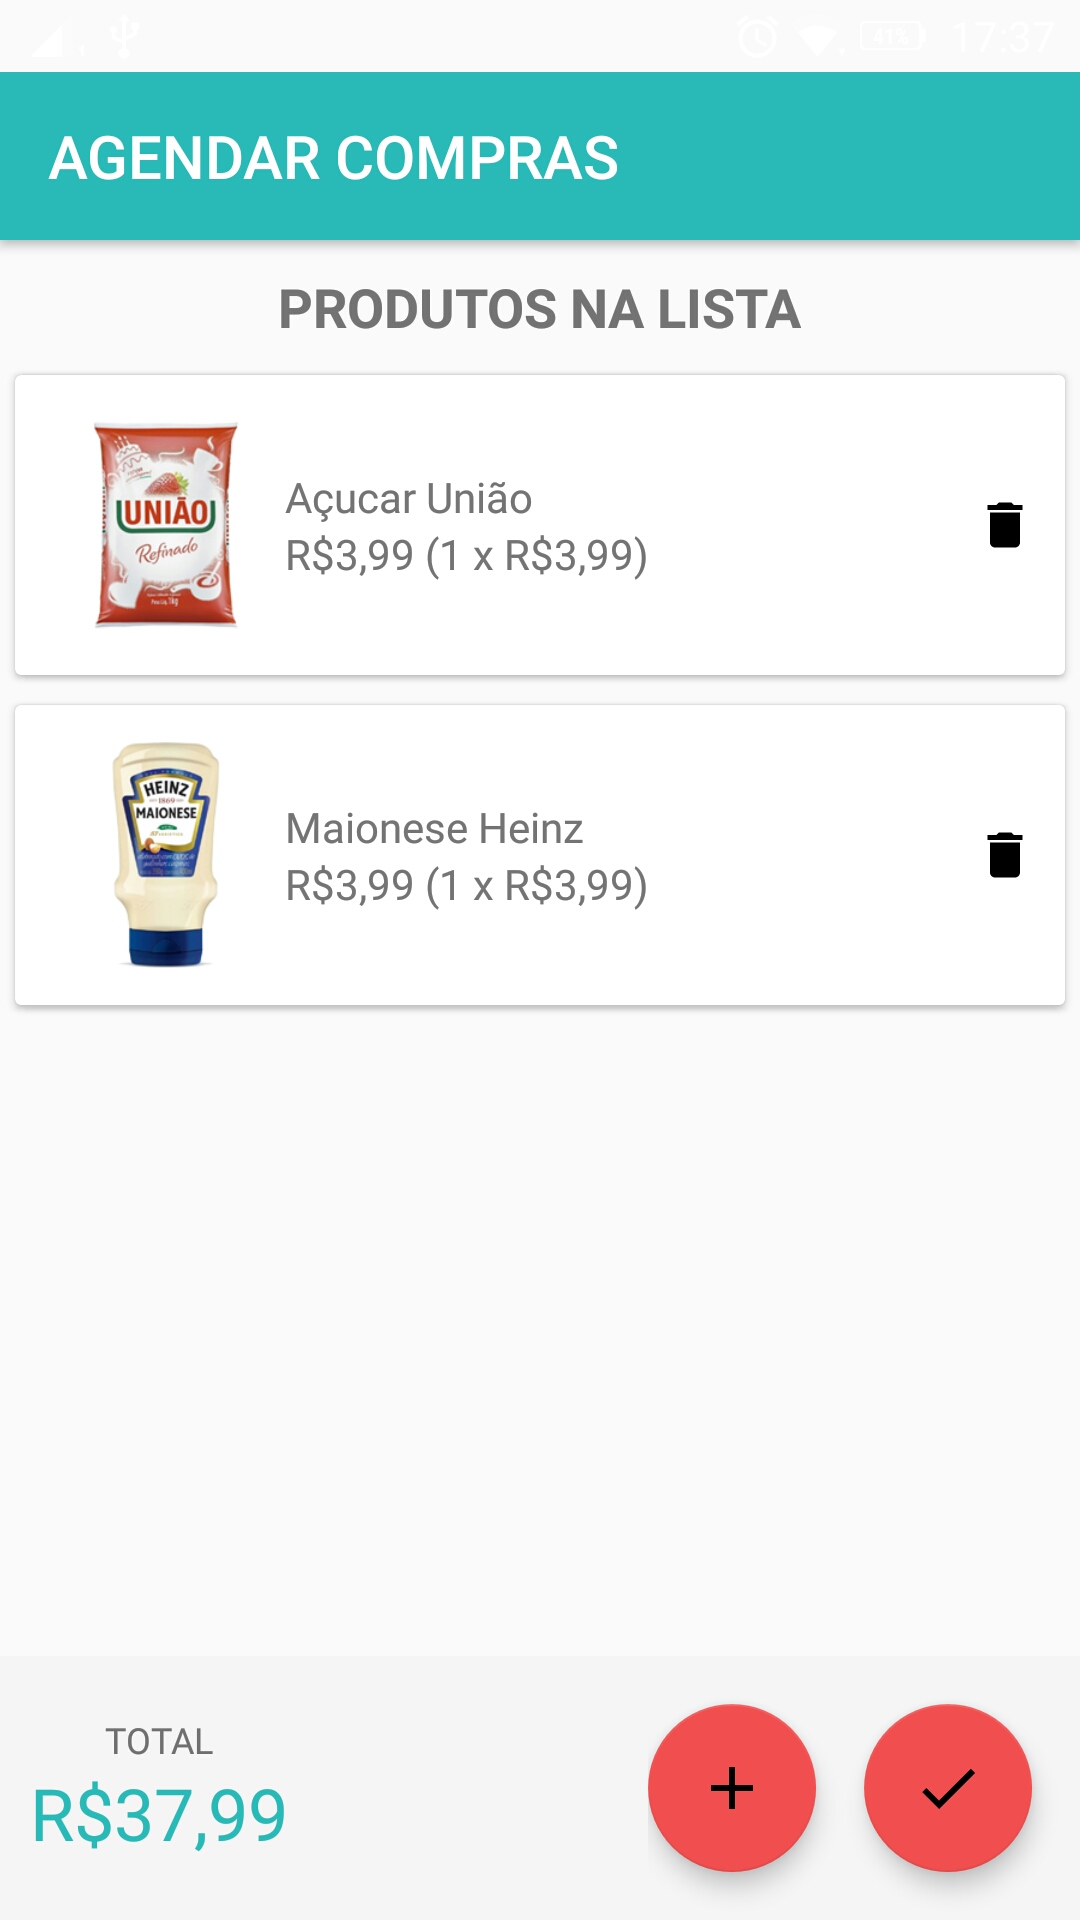 41%
17:37
AGENDAR COMPRAS
PRODUTOS NA LISTA
UNIÃO
Refinado
Açucar União
R$3,99 (1 x R$3,99)
HEINZ
1869
MAIONESE
Maionese Heinz
R$3,99 (1 x R$3,99)
TOTAL
R$37,99